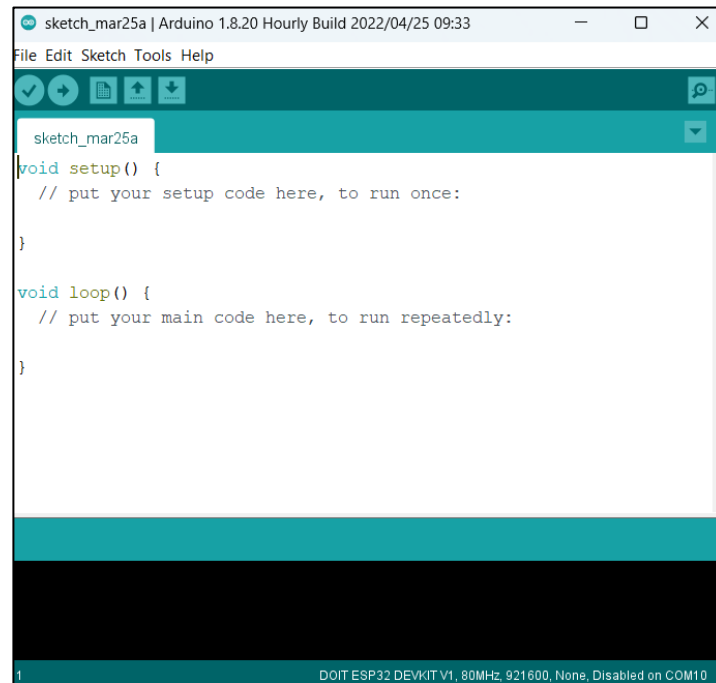 sketch_mar25a | Arduino 1.8.20 Hourly Build 2022/04/25 09:33
File Edit Sketch Tools Help
sketch_mar25a
void setup() {
  // put your setup code here, to run once:
}
void loop() {
  // put your main code here, to run repeatedly:
}
1 DOIT ESP32 DEVKIT V1, 80MHz, 921600, None, Disabled on COM10